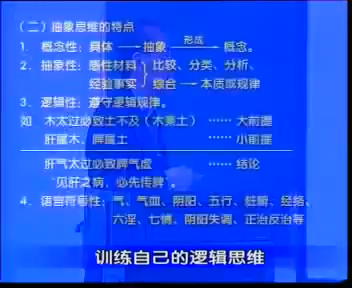 （二）抽象思维的特点
1. 概念性：具体 → 抽象 形成→ 概念。
2. 抽象性：感性材料 } 比较、分类、分析、
经验事实 } 综合 → 本质或规律
3. 逻辑性：遵守逻辑规律。
如 木太过必致土不及（木乘土） …… 大前提
肝属木，脾属土 …… 小前提
肝气太过必致脾气虚 …… 结论
“见肝之病，必先传脾”。
4. 语言符号性：气、气血、阴阳、五行、脏腑、经络、
六淫、七情、阴阳失调、正治反治等
训练自己的逻辑思维